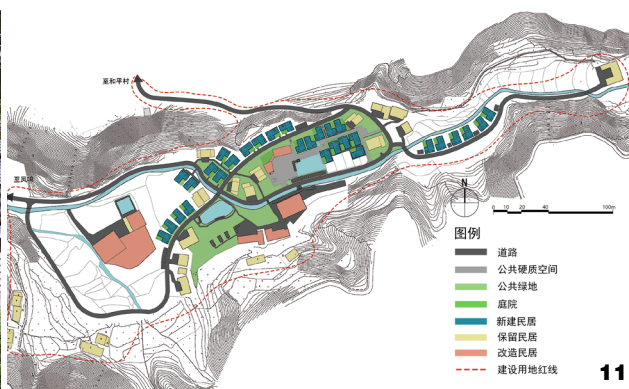 至和平村
至凤坪
N
0 10 20 40 100m
图例
道路
公共硬质空间
公共绿地
庭院
新建民居
保留民居
改造民居
建设用地红线
11